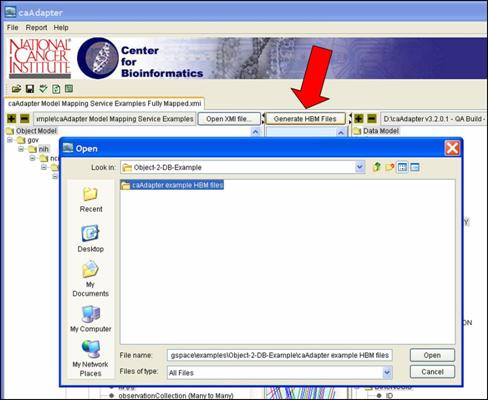 caAdapter
File Report Help
NATIONAL CANCER INSTITUTE
Center for Bioinformatics
caAdapter Model Mapping Service Examples Fully Mapped.xmi
mple\caAdapter Model Mapping Service Examples
Open XMI file...
Generate HBM Files
D:\caAdapter v3.2.0.1 - QA Build -
Object Model
Data Model
gov
nih
nci
Open
Look in:
Object-2-DB-Example
caAdapter example HBM files
Recent
Desktop
My Documents
My Computer
My Network Places
File name:
gspace\examples\Object-2-DB-Example\caAdapter example HBM files
Open
Files of type:
All Files
Cancel
observationCollection (Many to Many)
ID